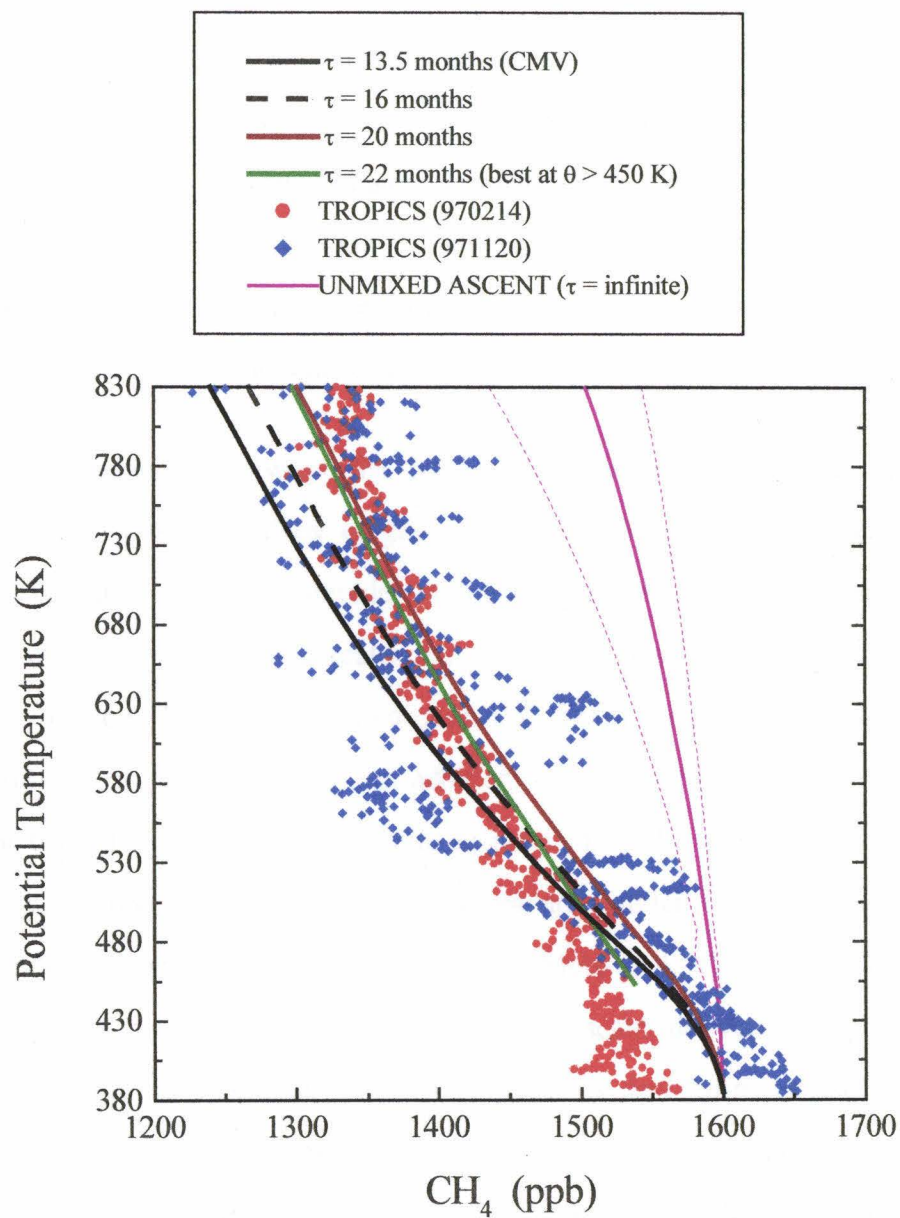 τ = 13.5 months (CMV)
τ = 16 months
τ = 20 months
τ = 22 months (best at θ > 450 K)
TROPICS (970214)
TROPICS (971120)
UNMIXED ASCENT (τ = infinite)
830
780
730
680
630
580
530
480
430
380
Potential Temperature (K)
1200 1300 1400 1500 1600 1700
CH₄ (ppb)